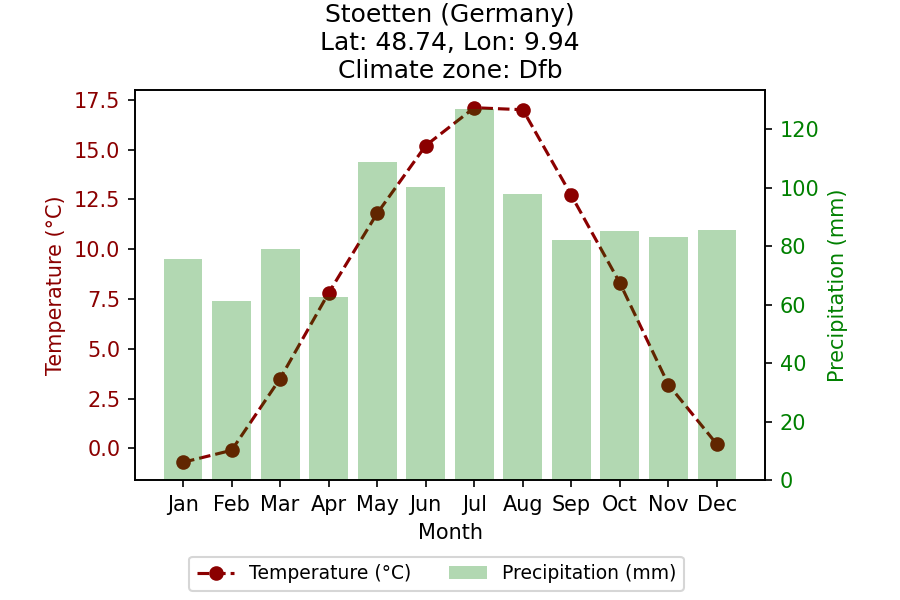 Stoetten (Germany)
Lat: 48.74, Lon: 9.94
Climate zone: Dfb
17.5
15.0
12.5
10.0
7.5
5.0
2.5
0.0
Temperature (°C)
120
100
80
60
40
20
0
Precipitation (mm)
Jan Feb Mar Apr May Jun Jul Aug Sep Oct Nov Dec
Month
Temperature (°C) Precipitation (mm)